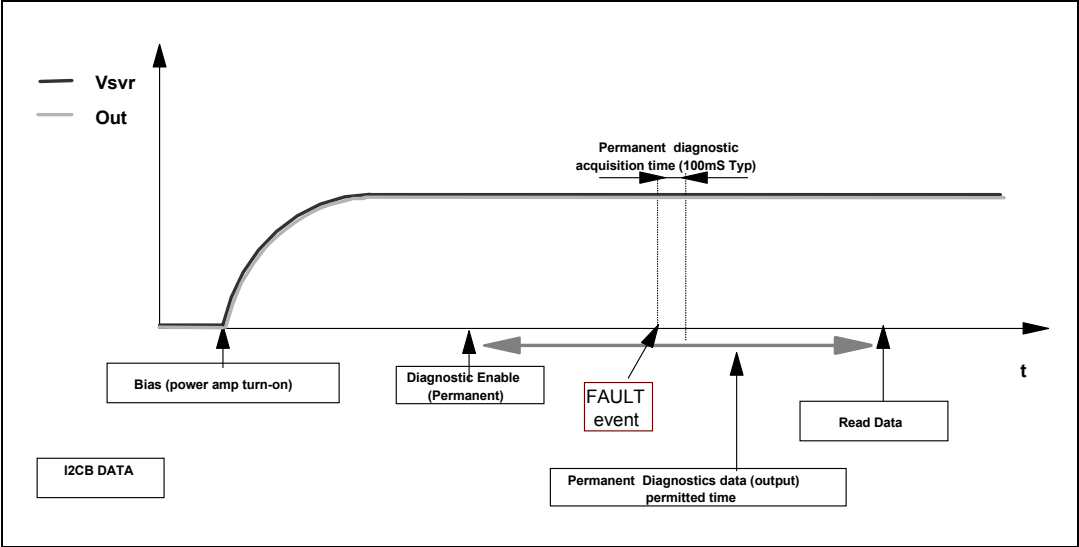 Vsvr
Out
Permanent diagnostic
acquisition time (100mS Typ)
t
Bias (power amp turn-on)
Diagnostic Enable
(Permanent)
FAULT
event
Read Data
I2CB DATA
Permanent Diagnostics data (output)
permitted time